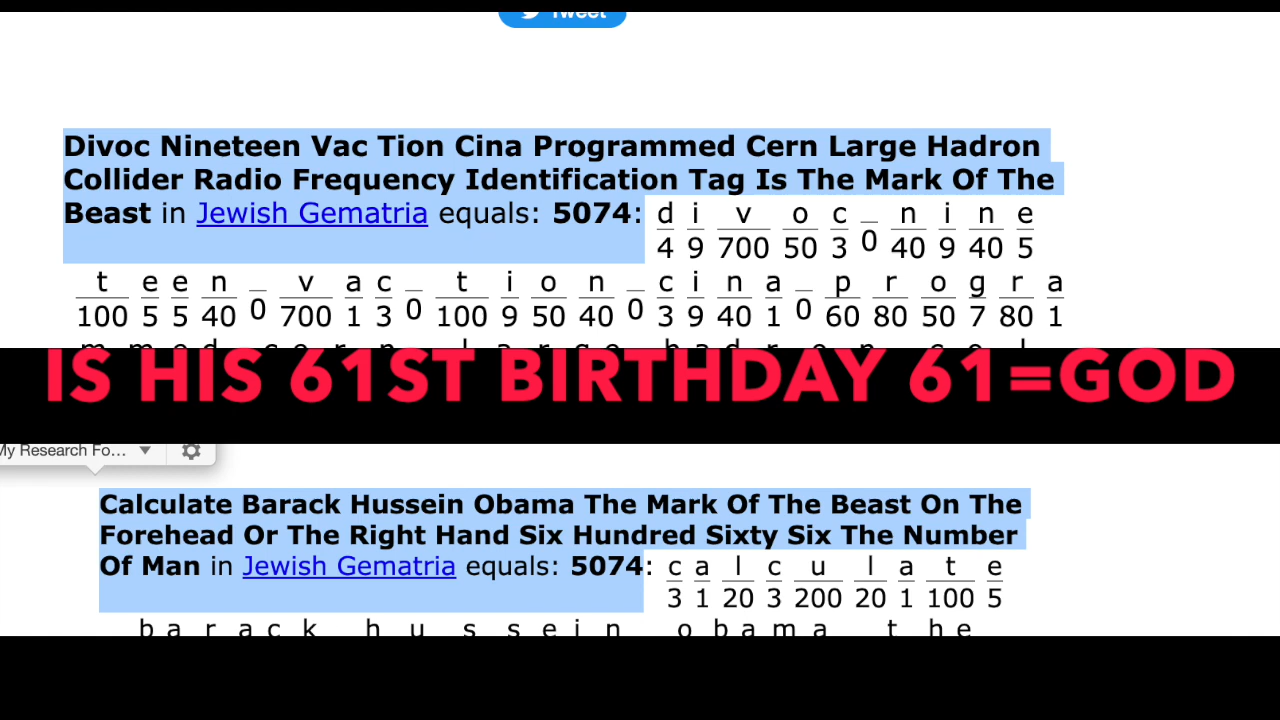 Tweet
Divoc Nineteen Vac Tion Cina Programmed Cern Large Hadron
Collider Radio Frequency Identification Tag Is The Mark Of The
Beast in Jewish Gematria equals: 5074: d i v o c _ n i n e
4 9 700 50 3 0 40 9 40 5
t e e n _ v a c _ t i o n _ c i n a _ p r o g r a
100 5 5 40 0 700 1 3 0 100 9 50 40 0 3 9 40 1 0 60 80 50 7 80 1
IS HIS 61ST BIRTHDAY 61=GOD
My Research Fo...
Calculate Barack Hussein Obama The Mark Of The Beast On The
Forehead Or The Right Hand Six Hundred Sixty Six The Number
Of Man in Jewish Gematria equals: 5074: c a l c u l a t e
3 1 20 3 200 20 1 100 5
b a r a c k h u s s e i n o b a m a t h e